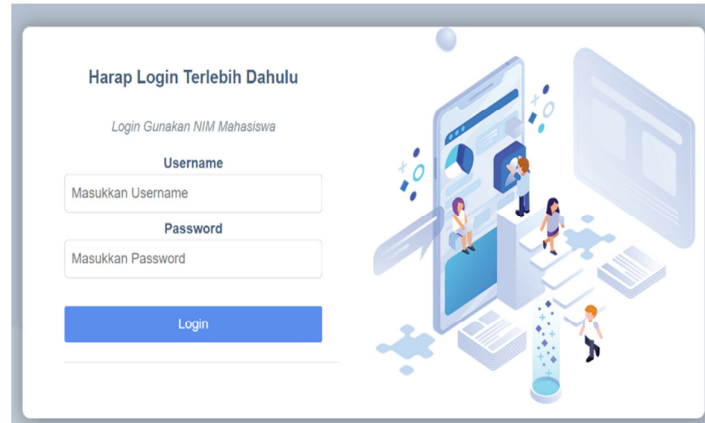 Harap Login Terlebih Dahulu
Login Gunakan NIM Mahasiswa
Username
Masukkan Username
Password
Masukkan Password
Login